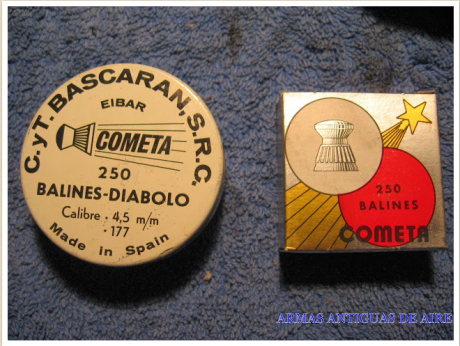 C. y T. BASCARAN, S.R.C.
EIBAR
COMETA
250
BALINES-DIABOLO
Calibre · 4,5 m/m
· 177
Made in Spain
250
BALINES
COMETA
ARMAS ANTIGUAS DE AIRE